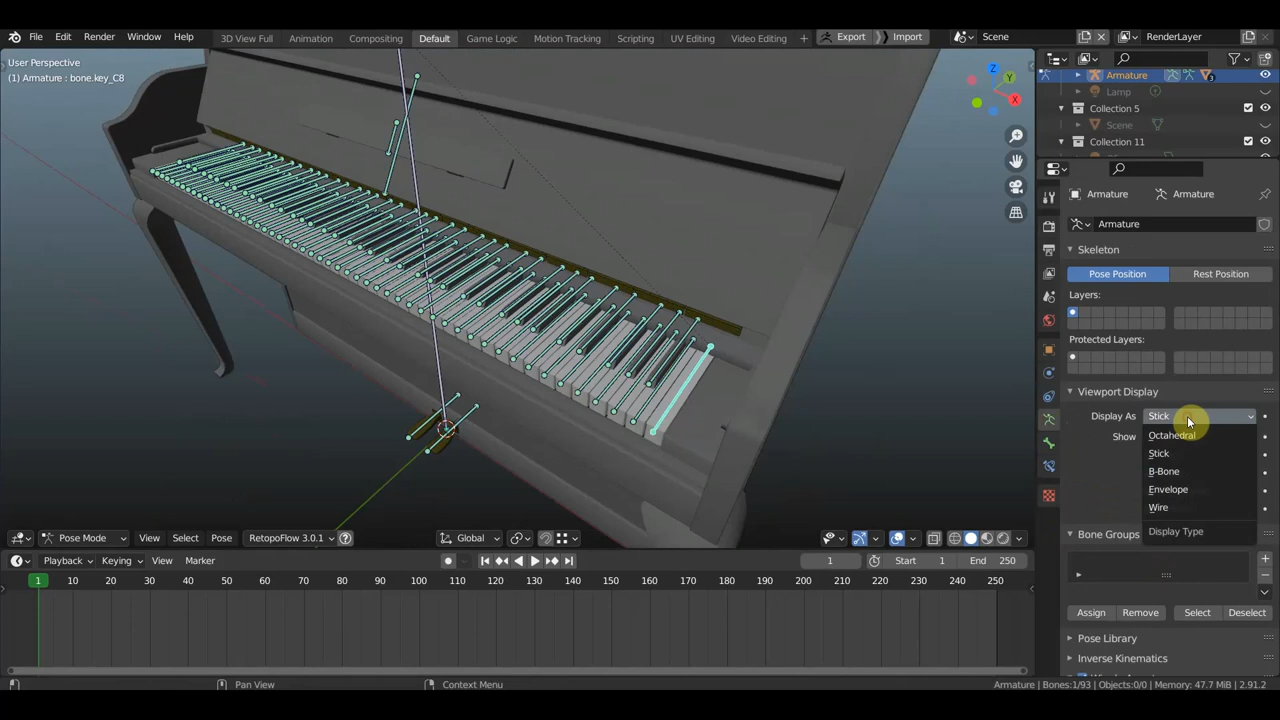 File Edit Render Window Help
3D View Full Animation Compositing Default Game Logic Motion Tracking Scripting UV Editing Video Editing + Export Import Scene RenderLayer
User Perspective
(1) Armature : bone.key_C8
Z
Y
X
Armature
3
Lamp
Collection 5
Scene
Collection 11
Armature Armature
Armature
Skeleton
Pose Position Rest Position
Layers:
Protected Layers:
Viewport Display
Display As Stick
Show
Octahedral
Stick
B-Bone
Envelope
Wire
Display Type
Bone Groups
Assign Remove Select Deselect
Pose Library
Inverse Kinematics
Pose Mode View Select Pose RetopoFlow 3.0.1 ? Global
Playback Keying View Marker 1 Start 1 End 250
1 10 20 30 40 50 60 70 80 90 100 110 120 130 140 150 160 170 180 190 200 210 220 230 240 250
Pan View Context Menu Armature | Bones:1/93 | Objects:0/0 | Memory: 47.7 MiB | 2.91.2